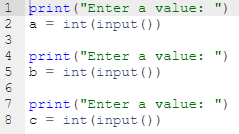 1 print("Enter a value: ")
2 a = int(input())
3
4 print("Enter a value: ")
5 b = int(input())
6
7 print("Enter a value: ")
8 c = int(input())